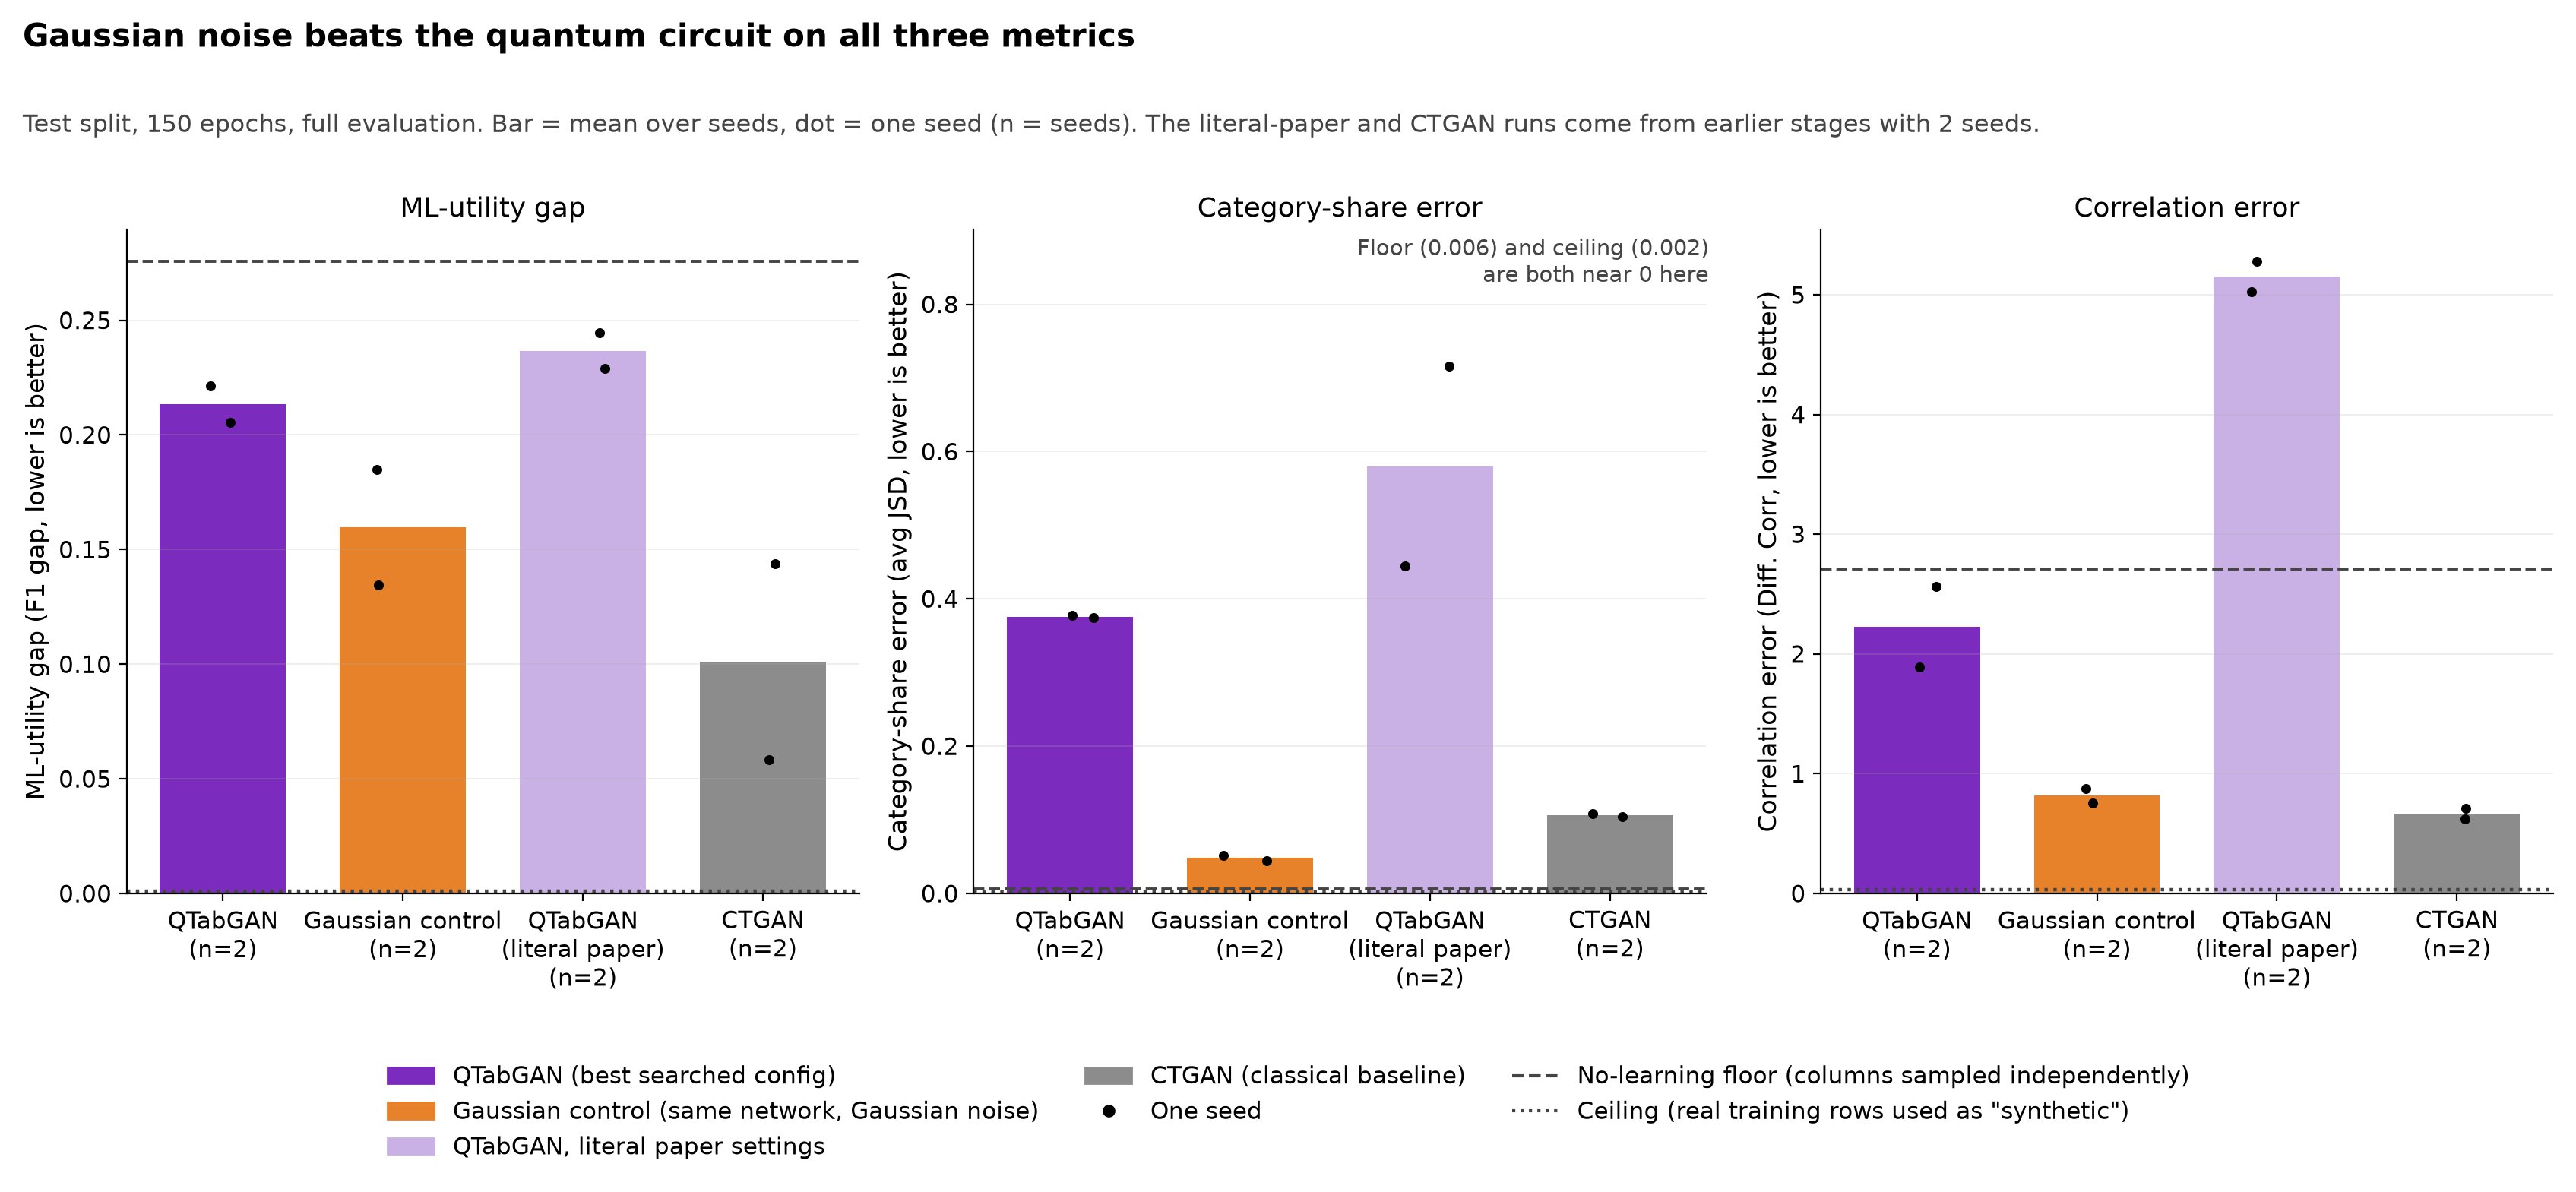 Gaussian noise beats the quantum circuit on all three metrics
Test split, 150 epochs, full evaluation. Bar = mean over seeds, dot = one seed (n = seeds). The literal-paper and CTGAN runs come from earlier stages with 2 seeds.
ML-utility gap
ML-utility gap (F1 gap, lower is better)
0.25
0.20
0.15
0.10
0.05
0.00
QTabGAN
(n=2)
Gaussian control
(n=2)
QTabGAN
(literal paper)
(n=2)
CTGAN
(n=2)
Category-share error
Category-share error (avg JSD, lower is better)
Floor (0.006) and ceiling (0.002)
are both near 0 here
0.8
0.6
0.4
0.2
0.0
QTabGAN
(n=2)
Gaussian control
(n=2)
QTabGAN
(literal paper)
(n=2)
CTGAN
(n=2)
Correlation error
Correlation error (Diff. Corr, lower is better)
5
4
3
2
1
0
QTabGAN
(n=2)
Gaussian control
(n=2)
QTabGAN
(literal paper)
(n=2)
CTGAN
(n=2)
QTabGAN (best searched config)
Gaussian control (same network, Gaussian noise)
QTabGAN, literal paper settings
CTGAN (classical baseline)
One seed
No-learning floor (columns sampled independently)
Ceiling (real training rows used as "synthetic")